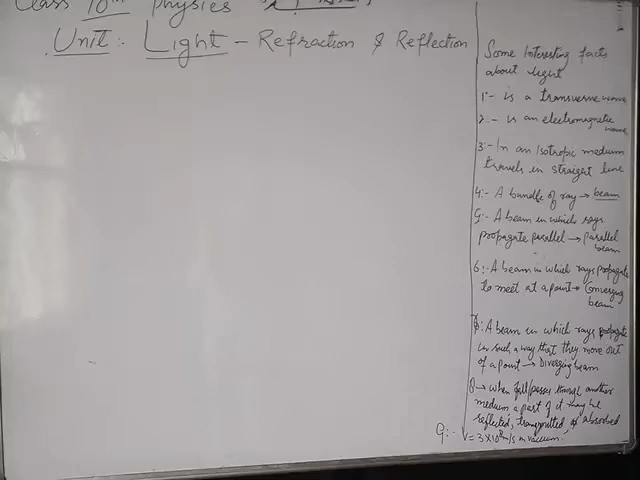 Class 10th Physics
Unit: Light - Refraction & Reflection
Some Interesting facts
about light
1:- is a transverse wave
2:- is an electromagnetic
wave
3:- In an Isotropic medium
travels in straight line
4:- A bundle of ray → beam
5:- A beam in which rays
propagate parallel → parallel
beam
6:- A beam in which rays propagate
to meet at a point → Converging
beam
A beam in which rays propagate
in such a way that they move out
of a point → Diverging beam
8 → When fall/passes through another
medium a part of it may be
reflected, transmitted, or absorbed
9:- V = 3×10⁸ m/s in vacuum.